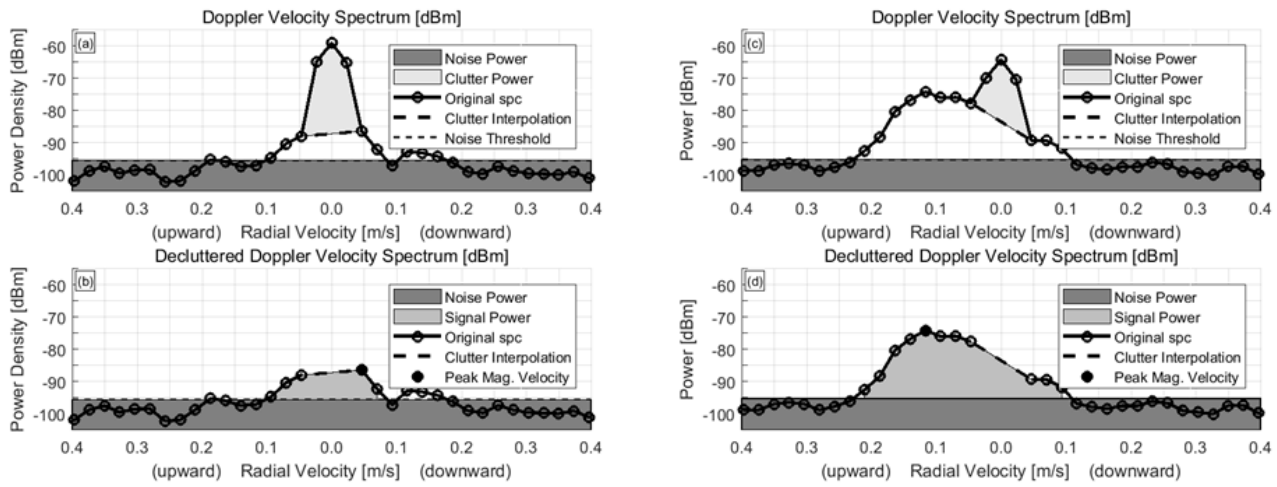 Doppler Velocity Spectrum [dBm]
(a)
Power Density [dBm]
-60
-70
-80
-90
-100
Noise Power
Clutter Power
Original spc
Clutter Interpolation
Noise Threshold
0.4 0.3 0.2 0.1 0.0 0.1 0.2 0.3 0.4
(upward) Radial Velocity [m/s] (downward)
Doppler Velocity Spectrum [dBm]
(c)
Power [dBm]
-60
-70
-80
-90
-100
Noise Power
Clutter Power
Original spc
Clutter Interpolation
Noise Threshold
0.4 0.3 0.2 0.1 0.0 0.1 0.2 0.3 0.4
(upward) Radial Velocity [m/s] (downward)
Decluttered Doppler Velocity Spectrum [dBm]
(b)
Power Density [dBm]
-60
-70
-80
-90
-100
Noise Power
Signal Power
Original spc
Clutter Interpolation
Peak Mag. Velocity
0.4 0.3 0.2 0.1 0.0 0.1 0.2 0.3 0.4
(upward) Radial Velocity [m/s] (downward)
Decluttered Doppler Velocity Spectrum [dBm]
(d)
Power [dBm]
-60
-70
-80
-90
-100
Noise Power
Signal Power
Original spc
Clutter Interpolation
Peak Mag. Velocity
0.4 0.3 0.2 0.1 0.0 0.1 0.2 0.3 0.4
(upward) Radial Velocity [m/s] (downward)